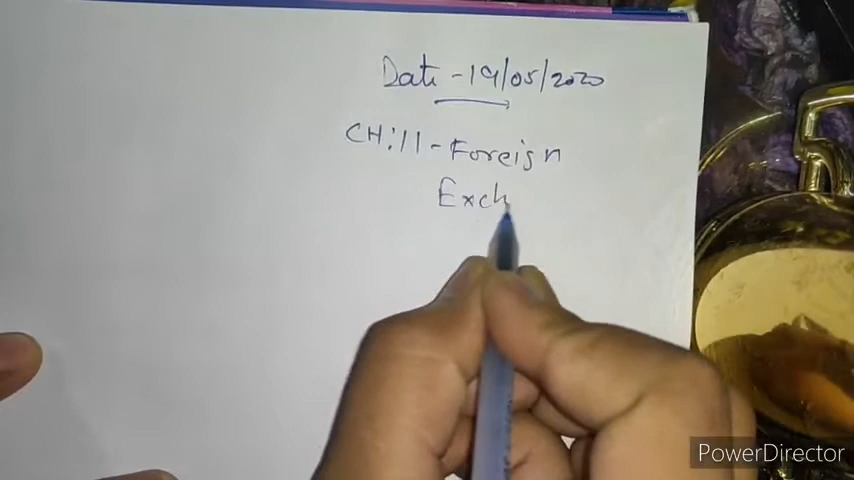 Date - 19/05/2020
CH:11 - Foreign
Exch
PowerDirector